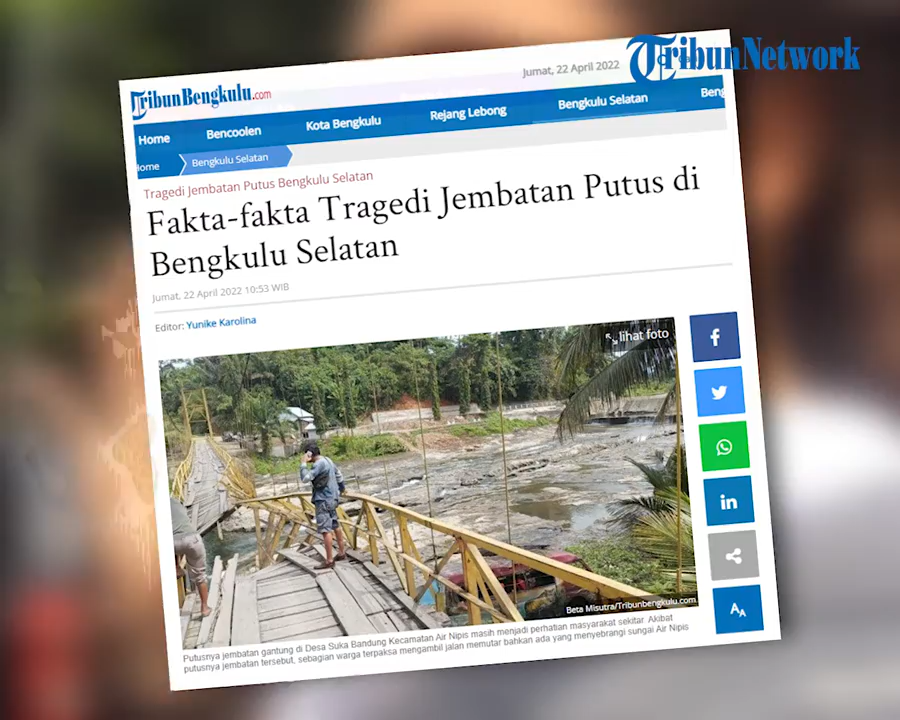 TribunNetwork
TribunBengkulu.com
Jumat, 22 April 2022
Home Bencoolen Kota Bengkulu Rejang Lebong Bengkulu Selatan Beng
Home Bengkulu Selatan
Tragedi Jembatan Putus Bengkulu Selatan
Fakta-fakta Tragedi Jembatan Putus di
Bengkulu Selatan
Jumat, 22 April 2022 10:53 WIB
Editor: Yunike Karolina
lihat foto
f
in
AA
Beta Misutra/Tribunbengkulu.com
Putusnya jembatan gantung di Desa Suka Bandung Kecamatan Air Nipis masih menjadi perhatian masyarakat sekitar. Akibat
putusnya jembatan tersebut, sebagian warga terpaksa mengambil jalan memutar bahkan ada yang menyebrangi sungai Air Nipis